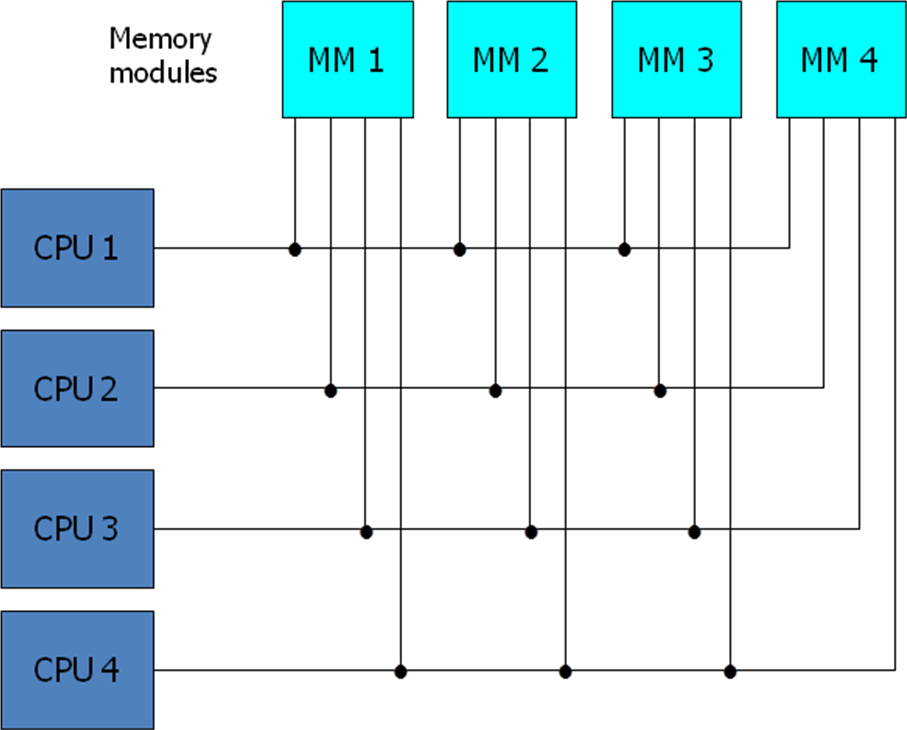 Memory
modules
MM 1
MM 2
MM 3
MM 4
CPU 1
CPU 2
CPU 3
CPU 4